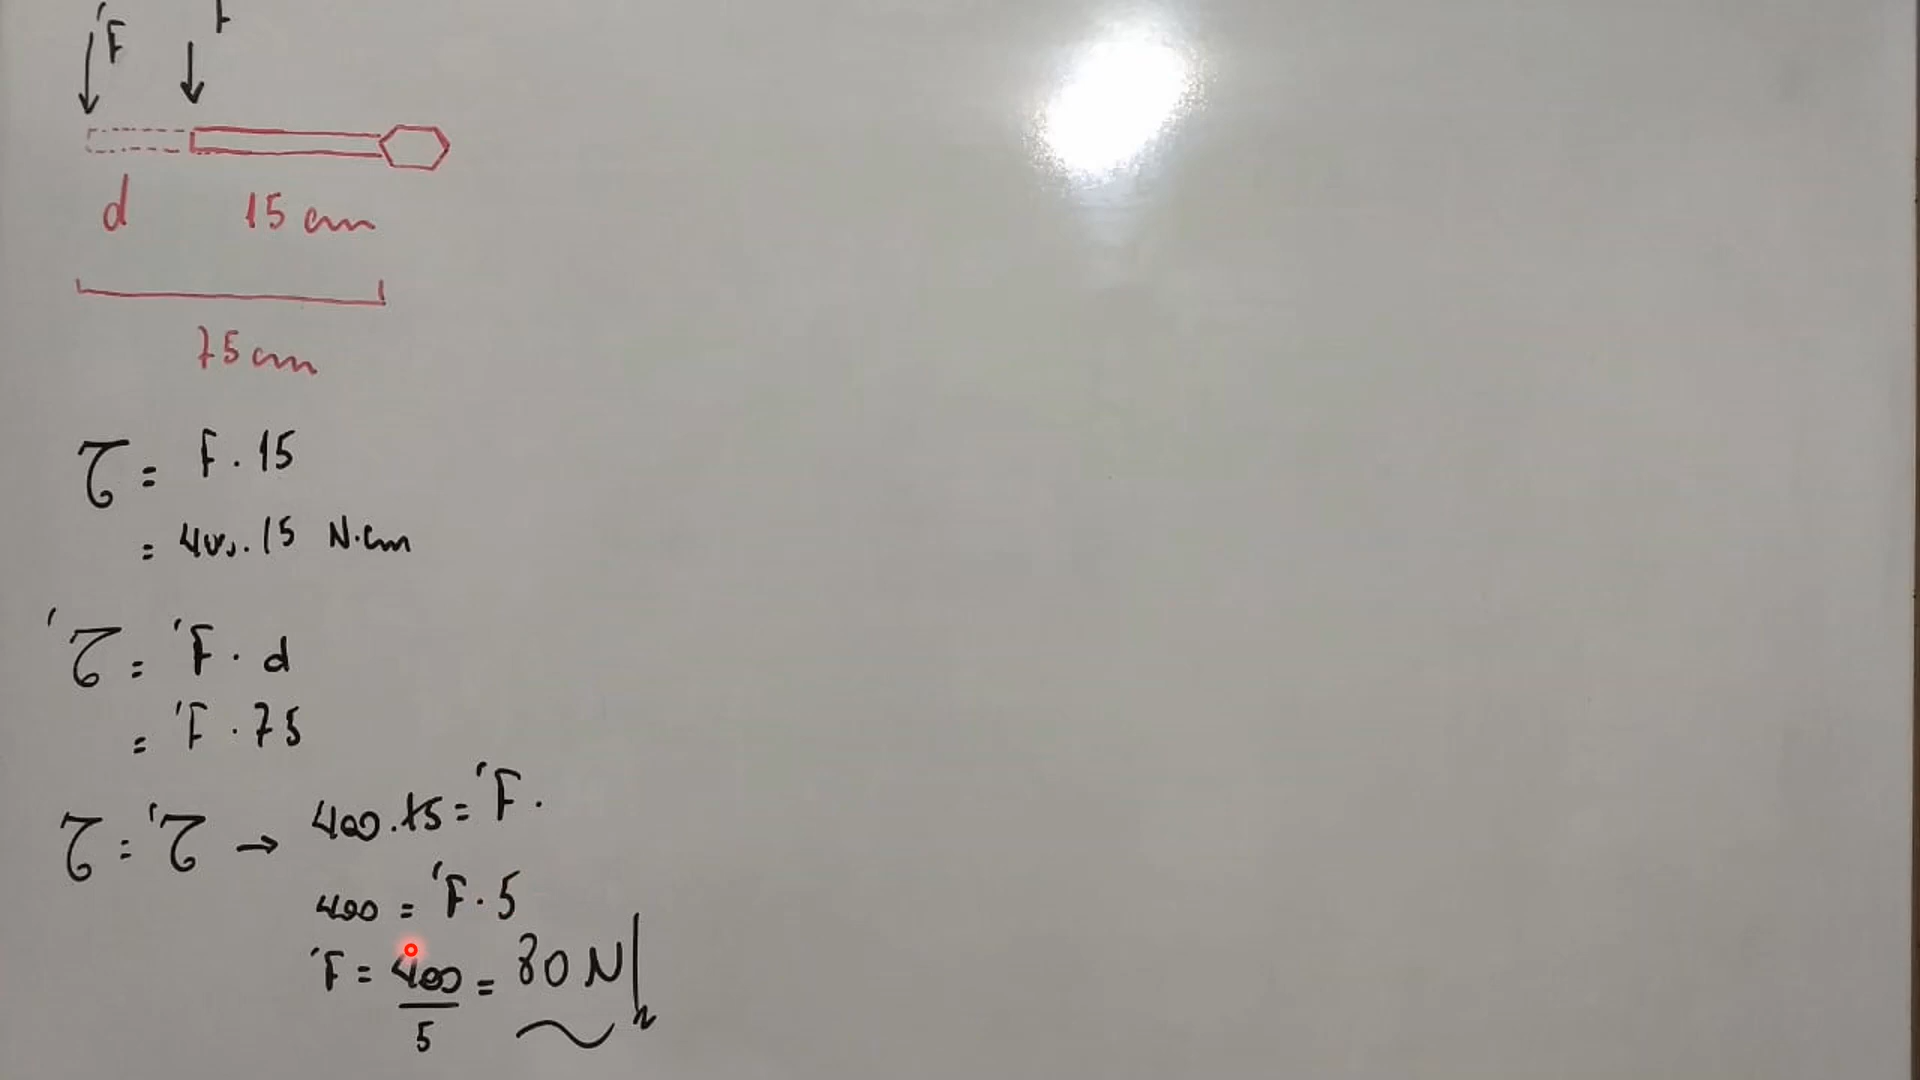 'F F
d 15 cm
75 cm
τ = F . 15
= 400 . 15 N.cm
'τ = 'F . d
= 'F . 75
τ = 'τ → 400 . 15 = 'F .
400 = 'F . 5
'F = 400/5 = 80 N